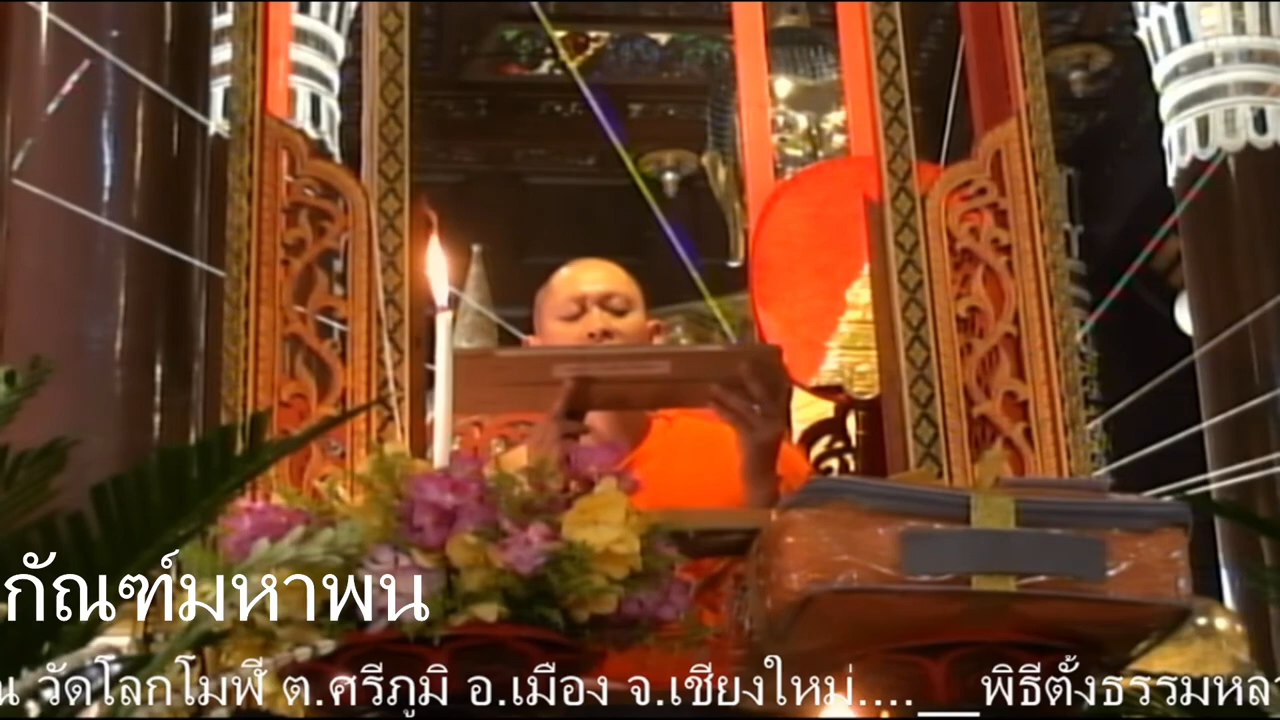 กัณฑ์มหาพน
วัดโลกโมฬี ต.ศรีภูมิ อ.เมือง จ.เชียงใหม่....__พิธีตั้งธรรมหลว